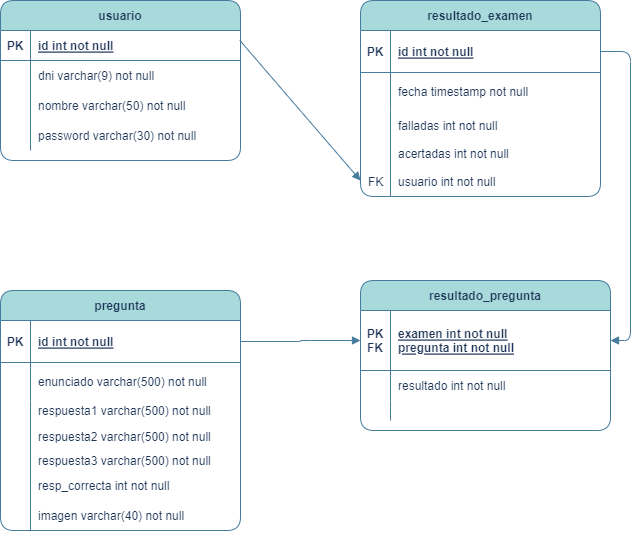 usuario
PK id int not null
dni varchar(9) not null
nombre varchar(50) not null
password varchar(30) not null
resultado_examen
PK id int not null
fecha timestamp not null
falladas int not null
acertadas int not null
FK usuario int not null
pregunta
PK id int not null
enunciado varchar(500) not null
respuesta1 varchar(500) not null
respuesta2 varchar(500) not null
respuesta3 varchar(500) not null
resp_correcta int not null
imagen varchar(40) not null
resultado_pregunta
PK examen int not null
FK pregunta int not null
resultado int not null